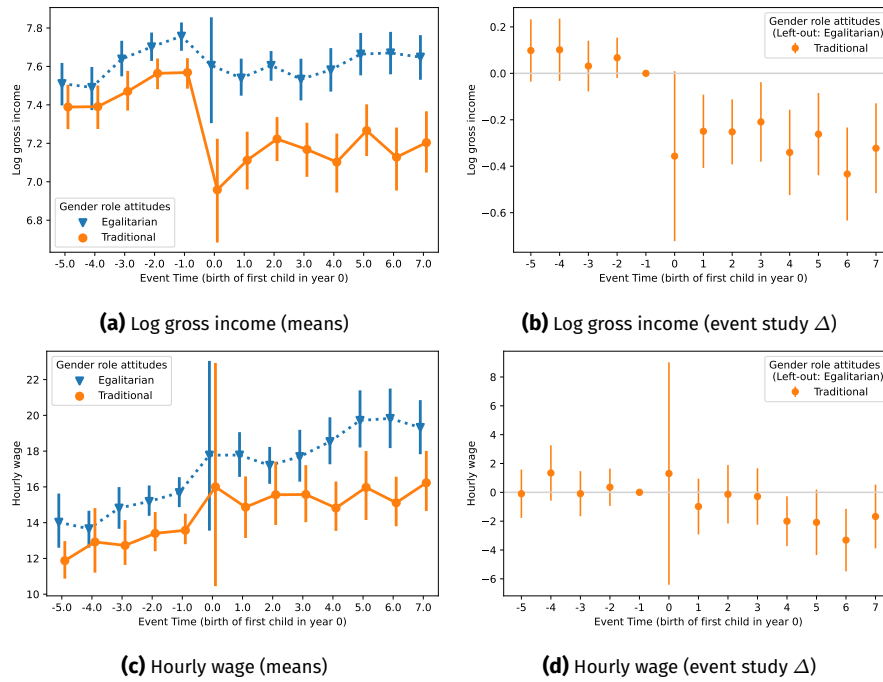 7.8
7.6
7.4
7.2
7.0
6.8
Log gross income
Gender role attitudes
Egalitarian
Traditional
-5.0 -4.0 -3.0 -2.0 -1.0 0.0 1.0 2.0 3.0 4.0 5.0 6.0 7.0
Event Time (birth of first child in year 0)
(a) Log gross income (means)
0.2
0.0
−0.2
−0.4
−0.6
Log gross income
Gender role attitudes
(Left-out: Egalitarian)
Traditional
-5 -4 -3 -2 -1 0 1 2 3 4 5 6 7
Event Time (birth of first child in year 0)
(b) Log gross income (event study Δ)
22
20
18
16
14
12
10
Hourly wage
Gender role attitudes
Egalitarian
Traditional
-5.0 -4.0 -3.0 -2.0 -1.0 0.0 1.0 2.0 3.0 4.0 5.0 6.0 7.0
Event Time (birth of first child in year 0)
(c) Hourly wage (means)
8
6
4
2
0
−2
−4
−6
Hourly wage
Gender role attitudes
(Left-out: Egalitarian)
Traditional
-5 -4 -3 -2 -1 0 1 2 3 4 5 6 7
Event Time (birth of first child in year 0)
(d) Hourly wage (event study Δ)